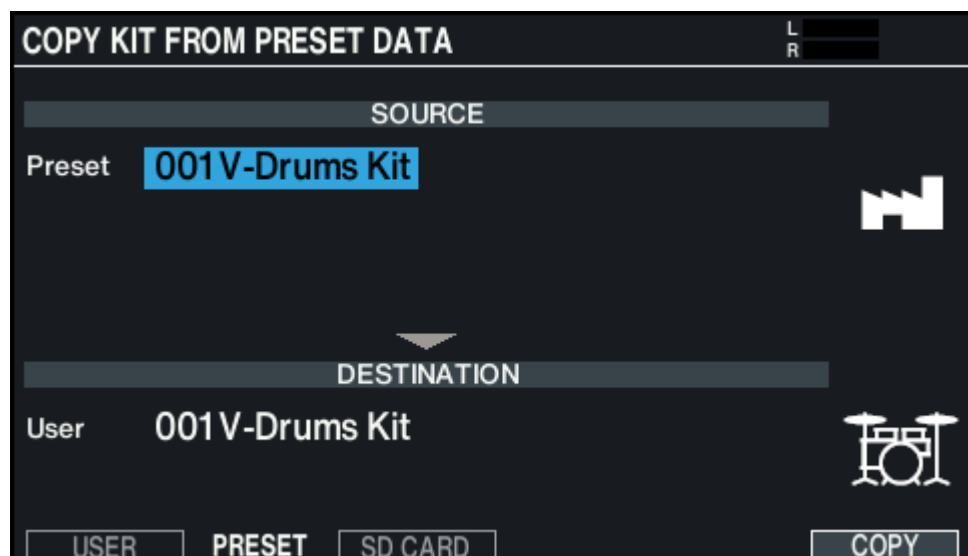 COPY KIT FROM PRESET DATA
L
R
SOURCE
Preset 001 V-Drums Kit
DESTINATION
User 001 V-Drums Kit
USER PRESET SD CARD COPY